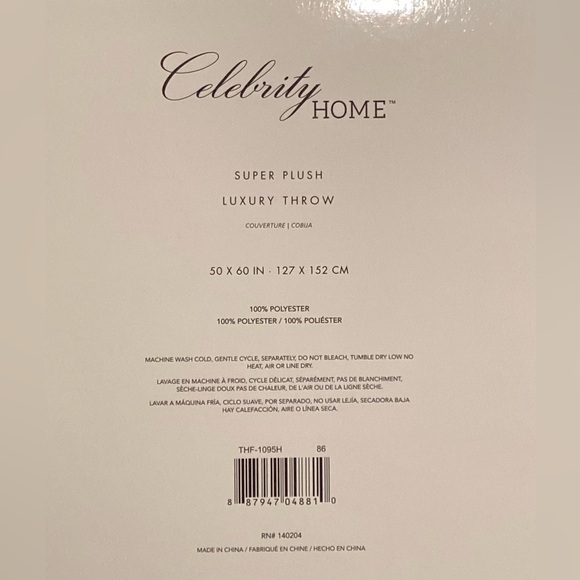 Celebrity
HOME™
SUPER PLUSH
LUXURY THROW
COUVERTURE | COBIJA
50 X 60 IN · 127 X 152 CM
100% POLYESTER
100% POLYESTER / 100% POLIÉSTER
MACHINE WASH COLD, GENTLE CYCLE, SEPARATELY, DO NOT BLEACH, TUMBLE DRY LOW NO
HEAT, AIR OR LINE DRY.
LAVAGE EN MACHINE À FROID, CYCLE DÉLICAT, SÉPARÉMENT, PAS DE BLANCHIMENT,
SÈCHE-LINGE DOUX PAS DE CHALEUR, DE L'AIR OU DE LA LIGNE SÈCHE.
LAVAR A MÁQUINA FRÍA, CICLO SUAVE, POR SEPARADO, NO USAR LEJÍA, SECADORA BAJA
HAY CALEFACCIÓN, AIRE O LÍNEA SECA.
THF-1095H 86
8 87947 04881 0
RN# 140204
MADE IN CHINA / FABRIQUÉ EN CHINE / HECHO EN CHINA